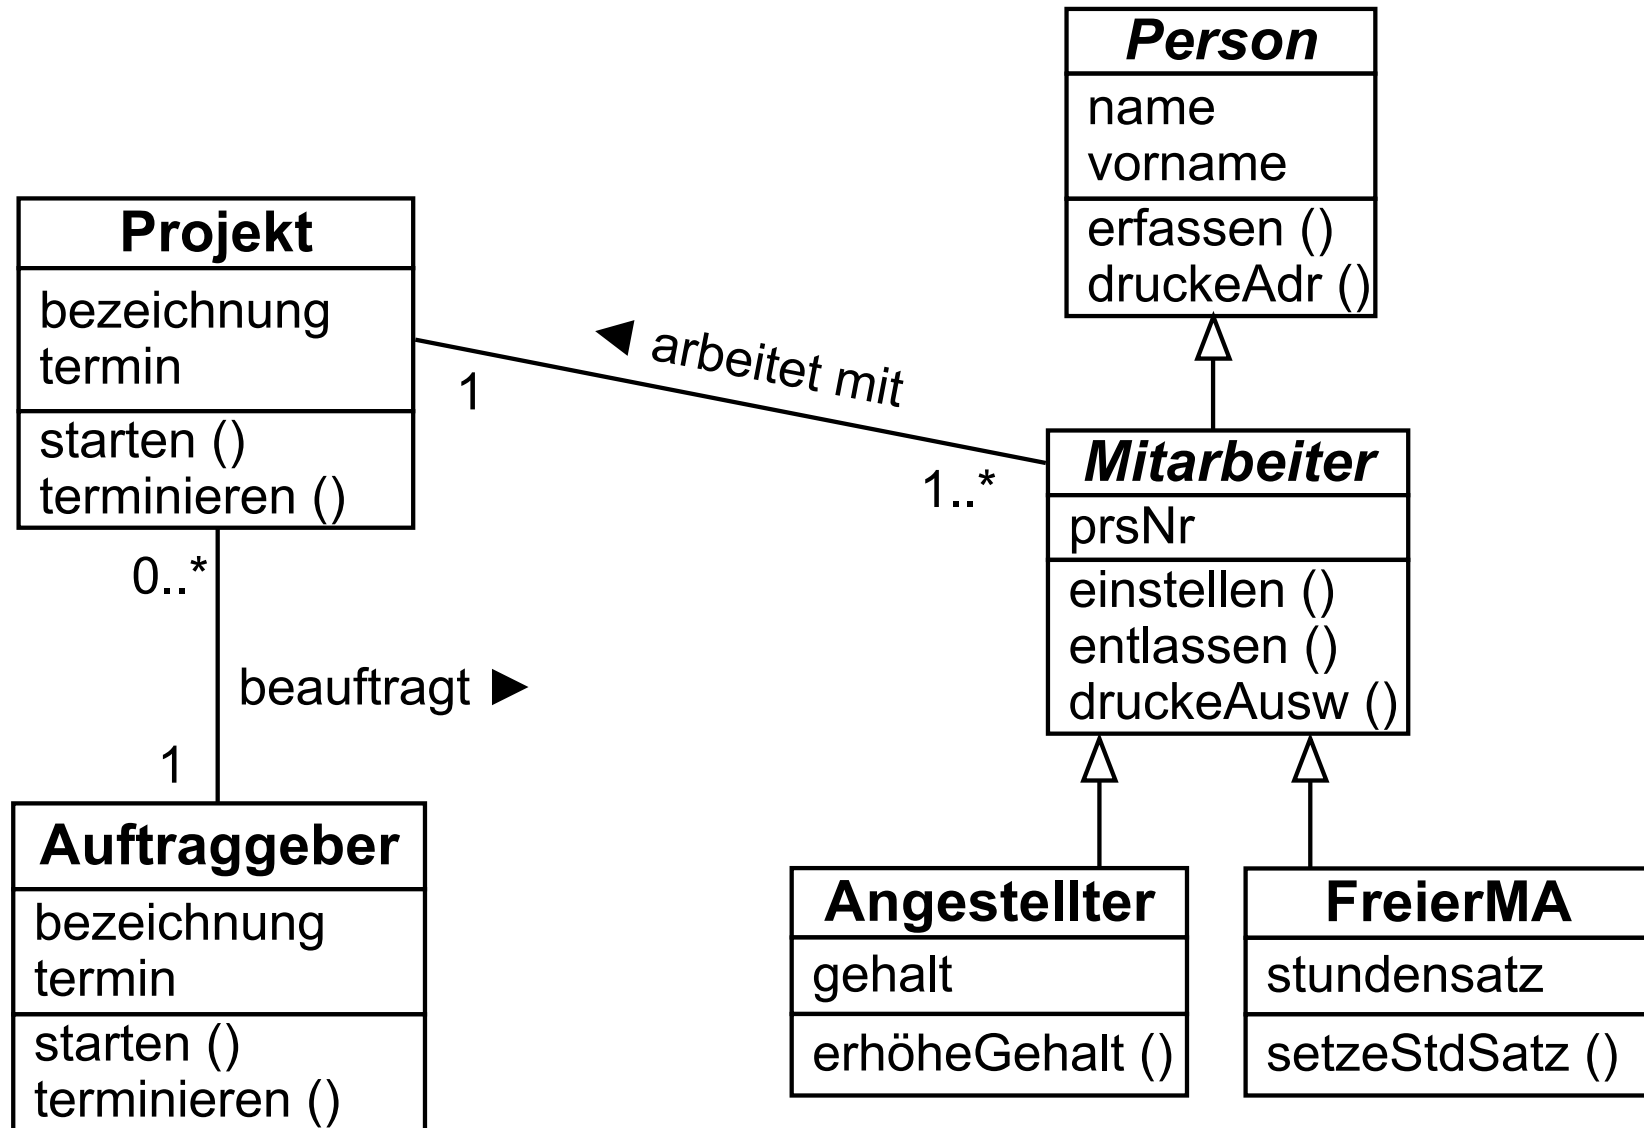 Person
name
vorname
erfassen ()
druckeAdr ()
Projekt
bezeichnung
termin
starten ()
terminieren ()
◄ arbeitet mit
1
1..*
Mitarbeiter
prsNr
einstellen ()
entlassen ()
druckeAusw ()
0..*
beauftragt ►
1
Auftraggeber
bezeichnung
termin
starten ()
terminieren ()
Angestellter
gehalt
erhöheGehalt ()
FreierMA
stundensatz
setzeStdSatz ()